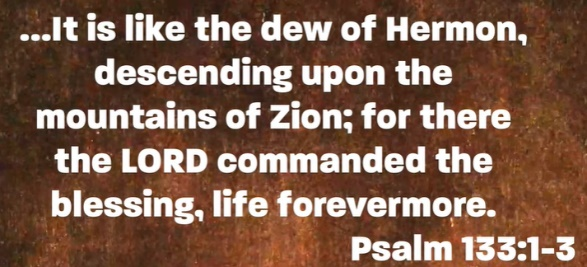 ...It is like the dew of Hermon,
descending upon the
mountains of Zion; for there
the LORD commanded the
blessing, life forevermore.
Psalm 133:1-3